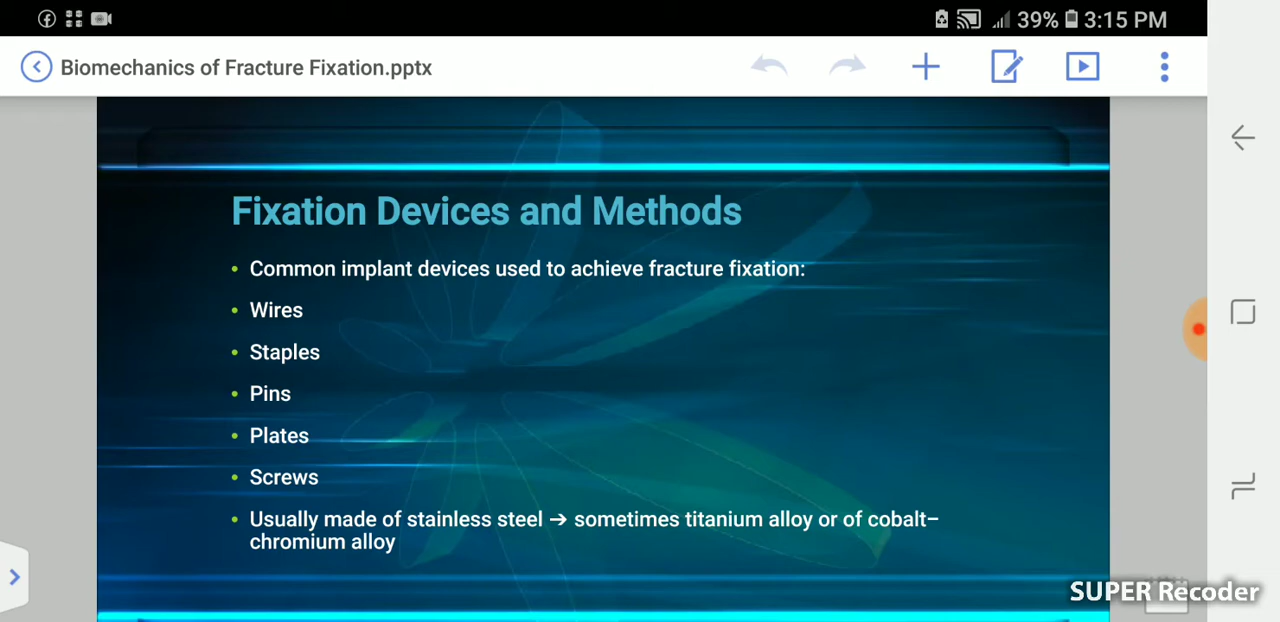 39% 3:15 PM
Biomechanics of Fracture Fixation.pptx
Fixation Devices and Methods
• Common implant devices used to achieve fracture fixation:
• Wires
• Staples
• Pins
• Plates
• Screws
• Usually made of stainless steel → sometimes titanium alloy or of cobalt–
chromium alloy
SUPER Recoder